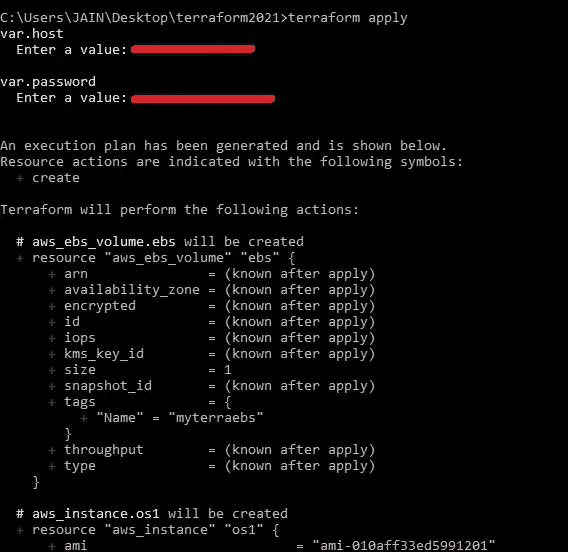 C:\Users\JAIN\Desktop\terraform2021>terraform apply
var.host
  Enter a value:
var.password
  Enter a value:
An execution plan has been generated and is shown below.
Resource actions are indicated with the following symbols:
  + create
Terraform will perform the following actions:
  # aws_ebs_volume.ebs will be created
  + resource "aws_ebs_volume" "ebs" {
      + arn               = (known after apply)
      + availability_zone = (known after apply)
      + encrypted         = (known after apply)
      + id                = (known after apply)
      + iops              = (known after apply)
      + kms_key_id        = (known after apply)
      + size              = 1
      + snapshot_id       = (known after apply)
      + tags              = {
          + "Name" = "myterraebs"
        }
      + throughput        = (known after apply)
      + type              = (known after apply)
    }
  # aws_instance.os1 will be created
  + resource "aws_instance" "os1" {
      + ami                          = "ami-010aff33ed5991201"